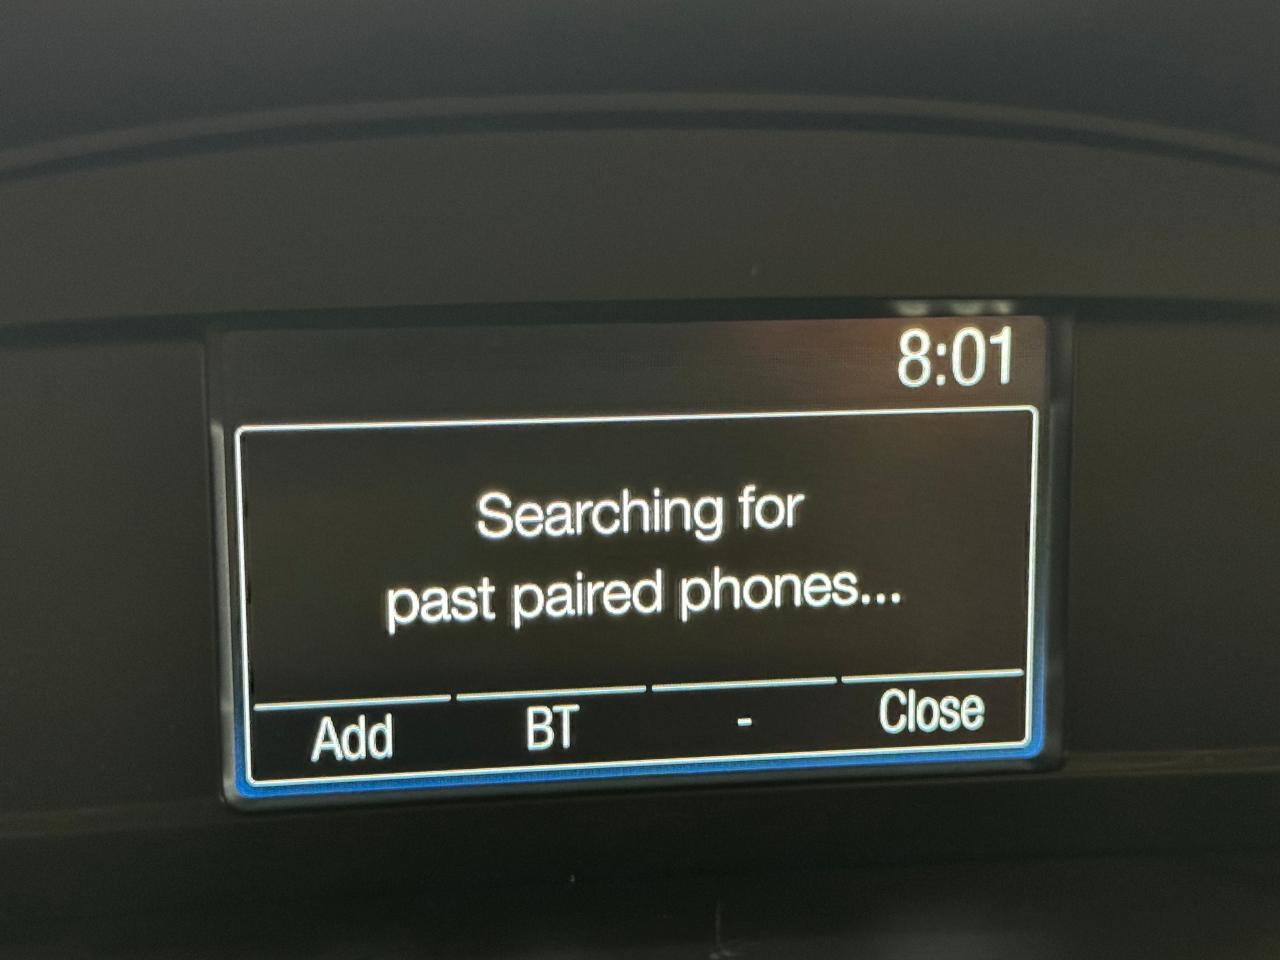 8:01
Searching for
past paired phones...
Add BT - Close